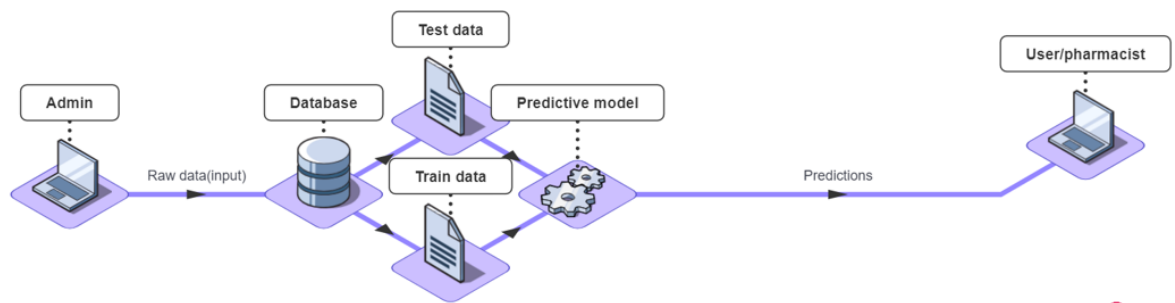 Test data
User/pharmacist
Admin
Database
Predictive model
Raw data(input)
Train data
Predictions